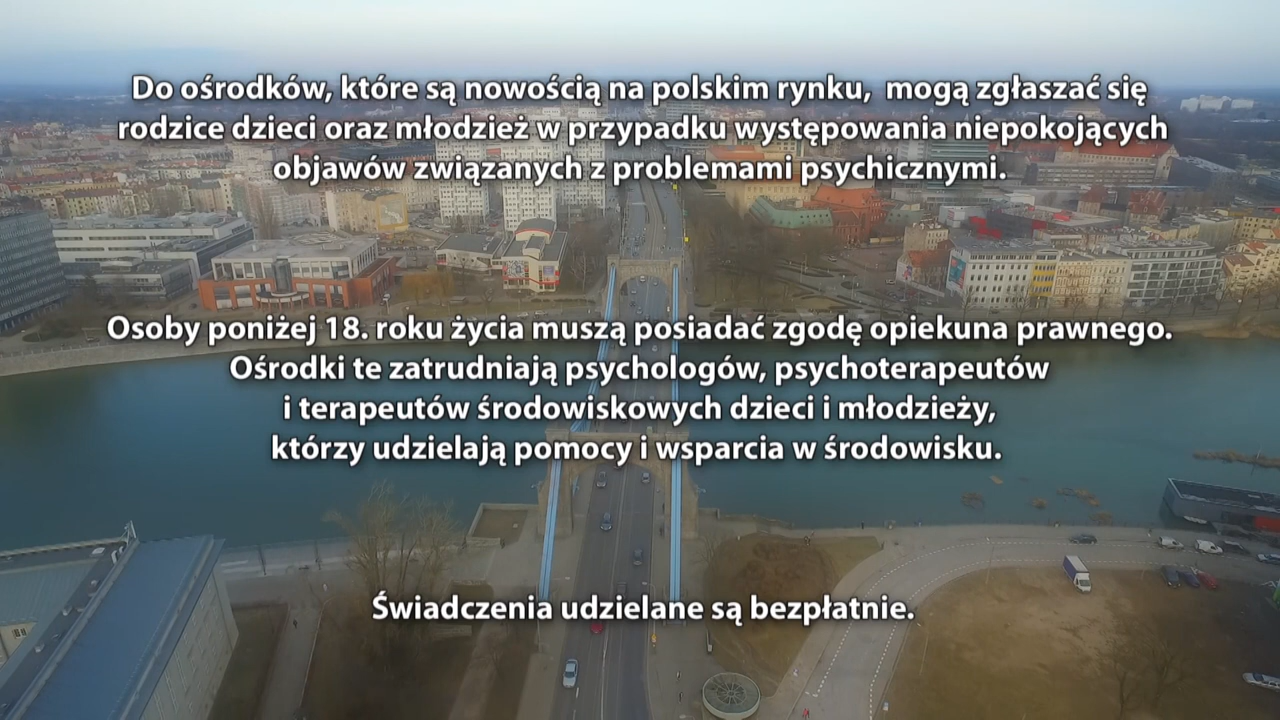 Do ośrodków, które są nowością na polskim rynku, mogą zgłaszać się
rodzice dzieci oraz młodzież w przypadku występowania niepokojących
objawów związanych z problemami psychicznymi.
Osoby poniżej 18. roku życia muszą posiadać zgodę opiekuna prawnego.
Ośrodki te zatrudniają psychologów, psychoterapeutów
i terapeutów środowiskowych dzieci i młodzieży,
którzy udzielają pomocy i wsparcia w środowisku.
Świadczenia udzielane są bezpłatnie.